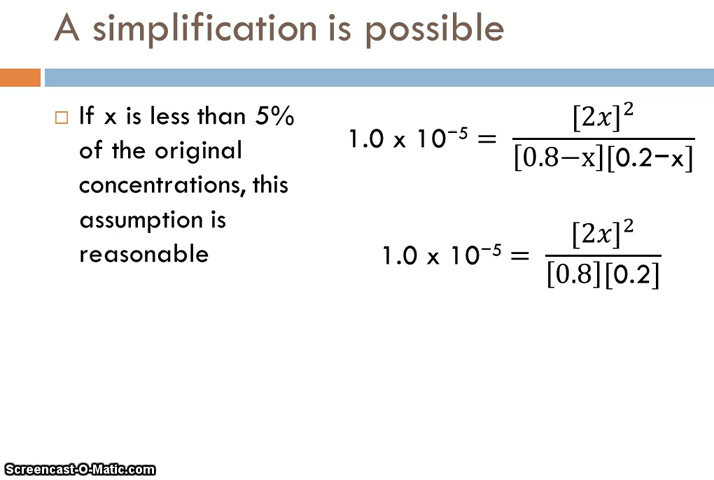 A simplification is possible
If x is less than 5%
of the original
concentrations, this
assumption is
reasonable
1.0 x 10⁻⁵ = [2x]² / [0.8−x][0.2−x]
1.0 x 10⁻⁵ = [2x]² / [0.8][0.2]
Screencast-O-Matic.com